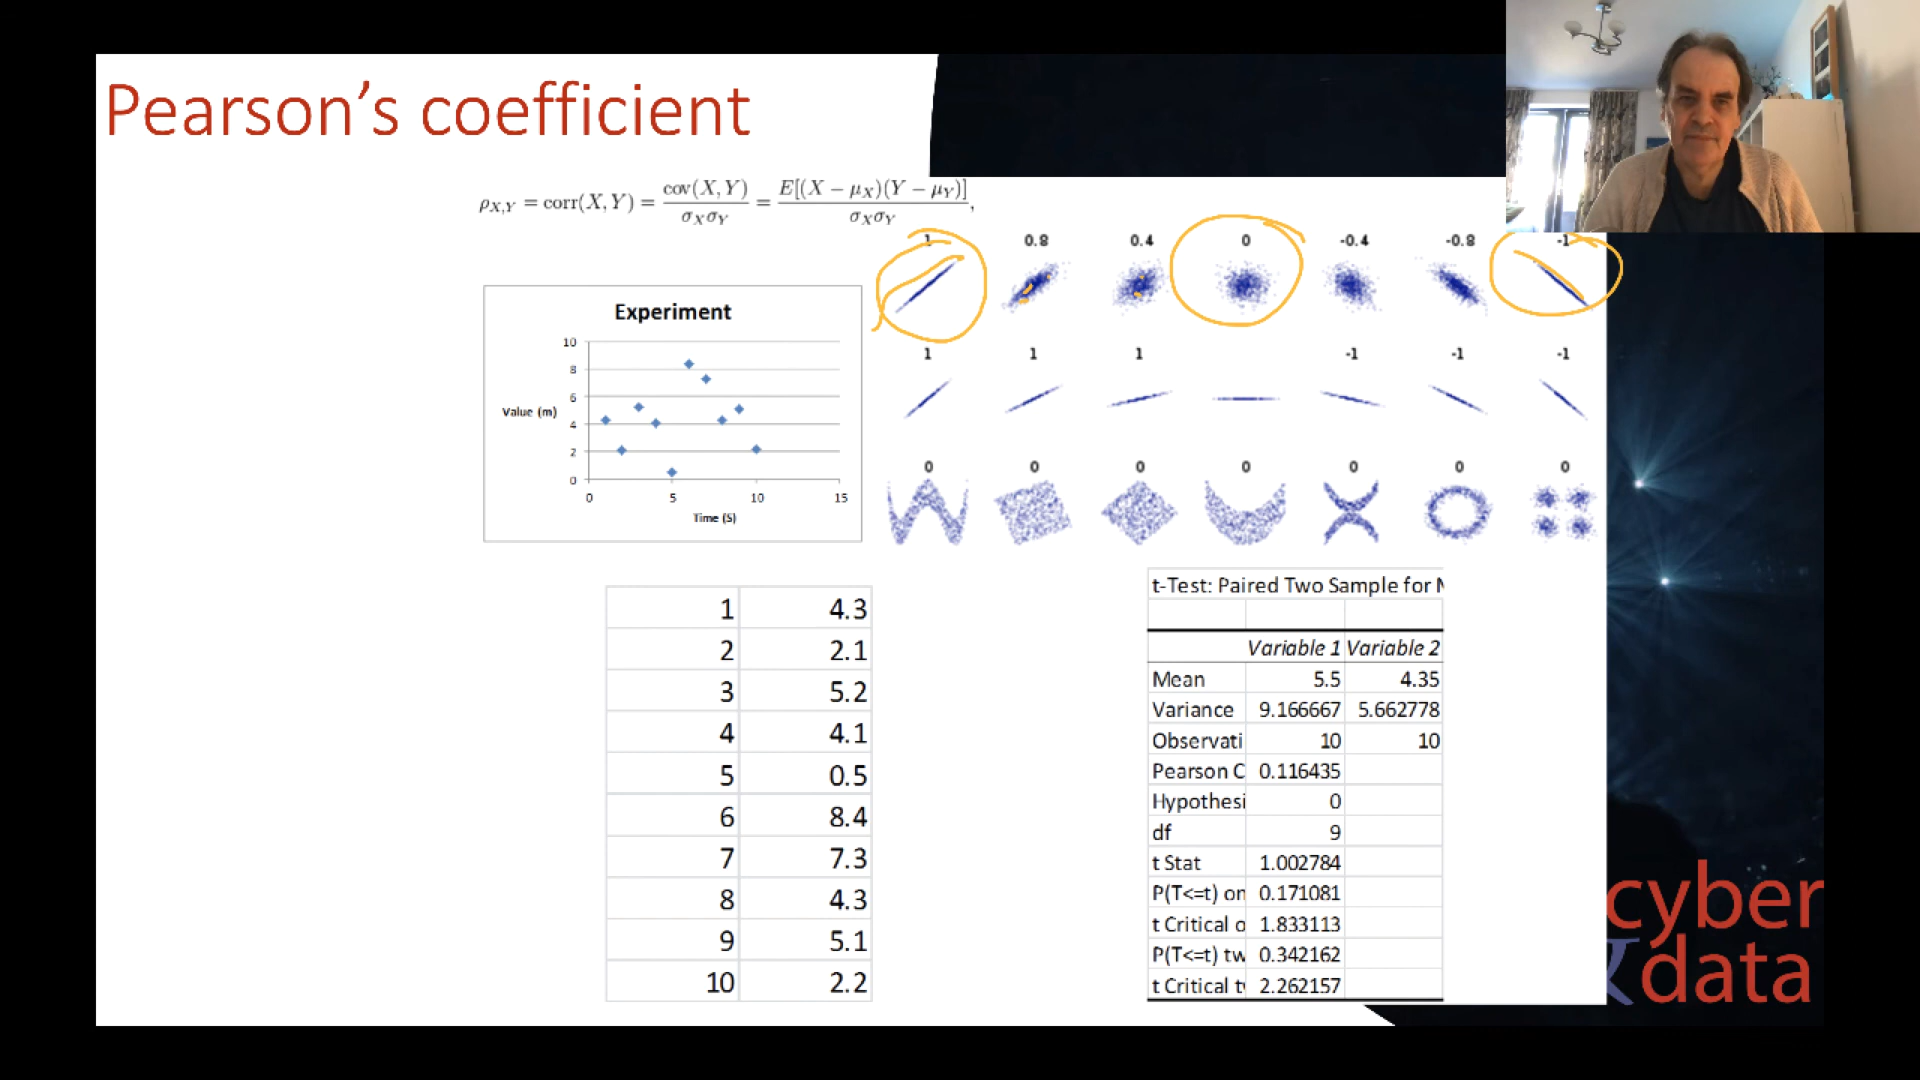 Pearson's coefficient
ρX,Y = corr(X, Y) = cov(X, Y) / σXσY = E[(X − μX)(Y − μY)] / σXσY,
1 0.8 0.4 0 -0.4 -0.8 -1
1 1 1 -1 -1 -1
0 0 0 0 0 0 0
Experiment
10
8
6
Value (m)
4
2
0
0 5 10 15
Time (S)
1 4.3
2 2.1
3 5.2
4 4.1
5 0.5
6 8.4
7 7.3
8 4.3
9 5.1
10 2.2
t-Test: Paired Two Sample for M
Variable 1 Variable 2
Mean 5.5 4.35
Variance 9.166667 5.662778
Observati 10 10
Pearson C 0.116435
Hypothesi 0
df 9
t Stat 1.002784
P(T<=t) on 0.171081
t Critical o 1.833113
P(T<=t) tw 0.342162
t Critical t 2.262157
cyber
&data